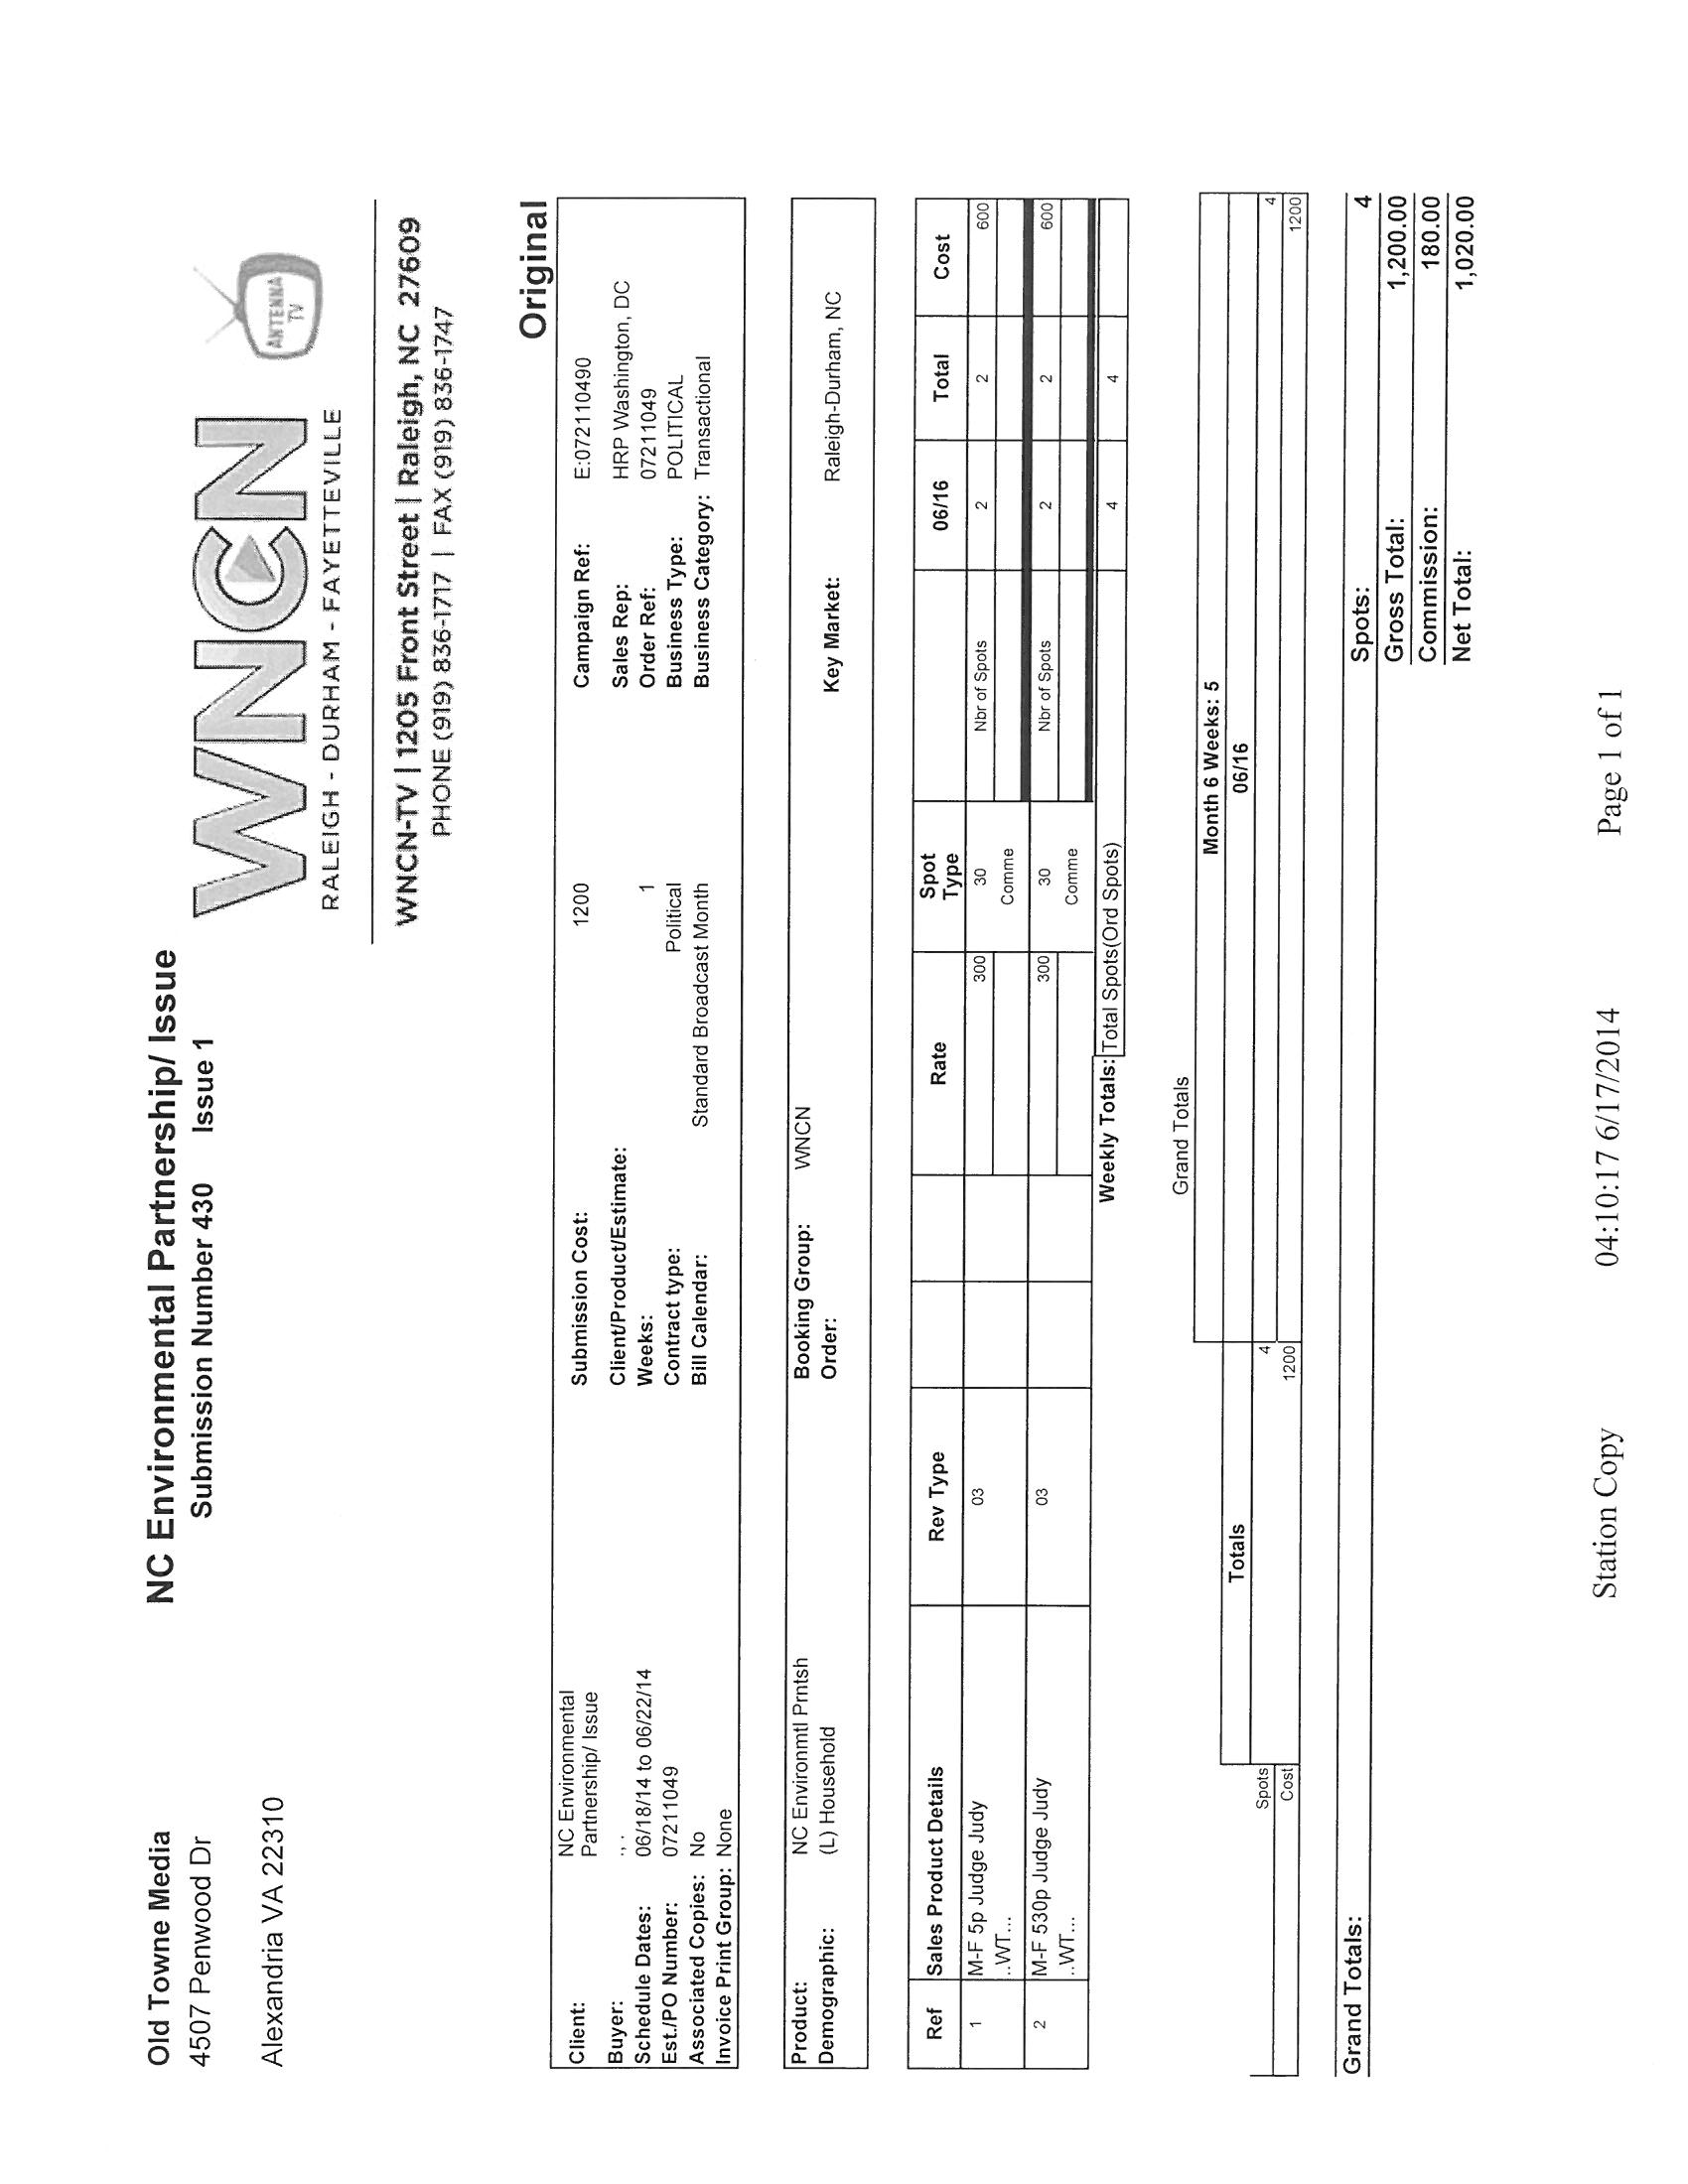 Old Towne Media
4507 Penwood Dr
Alexandria VA 22310
NC Environmental Partnership/ Issue
Submission Number 430 Issue 1
WNCN
RALEIGH - DURHAM - FAYETTEVILLE
ANTENNA
TV
WNCN-TV | 1205 Front Street | Raleigh, NC 27609
PHONE (919) 836-1717 | FAX (919) 836-1747
Original
Client: NC Environmental Submission Cost: 1200 Campaign Ref: E:072110490
Partnership/ Issue
Buyer: ., . Client/Product/Estimate: Sales Rep: HRP Washington, DC
Schedule Dates: 06/18/14 to 06/22/14 Weeks: 1 Order Ref: 07211049
Est./PO Number: 07211049 Contract type: Political Business Type: POLITICAL
Associated Copies: No Bill Calendar: Standard Broadcast Month Business Category: Transactional
Invoice Print Group: None
Product: NC Environmtl Prntsh Booking Group: WNCN
Demographic: (L) Household Order: Key Market: Raleigh-Durham, NC
Ref Sales Product Details Rev Type Rate Spot Type 06/16 Total Cost
1 M-F 5p Judge Judy 03 300 30 Nbr of Spots 2 2 600
..WT... Comme
2 M-F 530p Judge Judy 03 300 30 Nbr of Spots 2 2 600
..WT... Comme
Weekly Totals: Total Spots(Ord Spots) 4 4
Grand Totals
Month 6 Weeks: 5
Totals 06/16
Spots 4 4
Cost 1200 1200
Grand Totals: Spots: 4
Gross Total: 1,200.00
Commission: 180.00
Net Total: 1,020.00
Station Copy 04:10:17 6/17/2014 Page 1 of 1